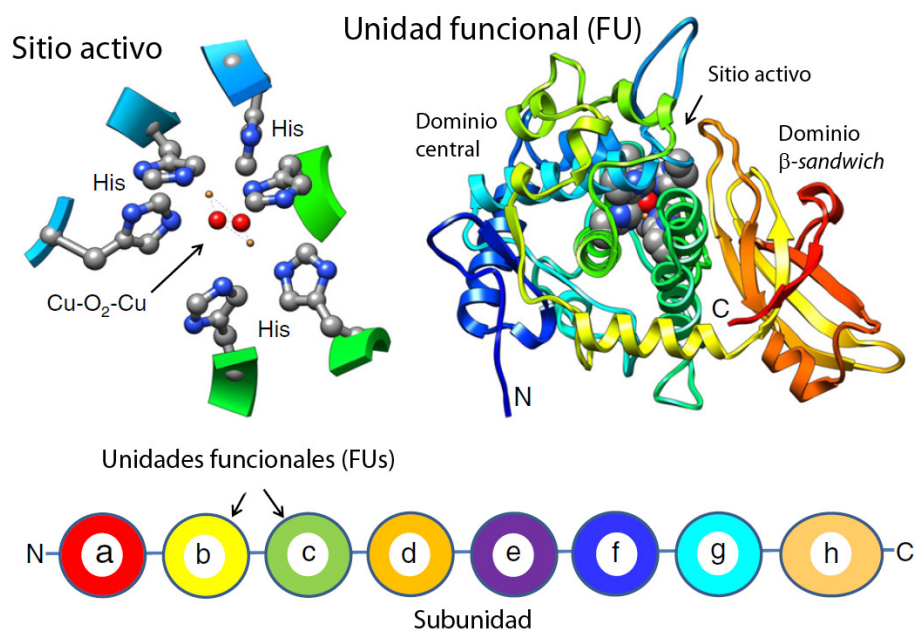 Sitio activo
His
His
Cu-O₂-Cu
His
Unidad funcional (FU)
Sitio activo
Dominio
central
Dominio
β-sandwich
C
N
Unidades funcionales (FUs)
N a b c d e f g h C
Subunidad